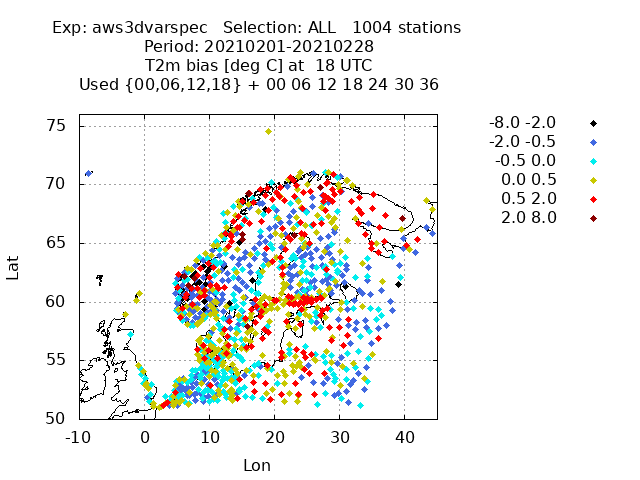 Exp: aws3dvarspec   Selection: ALL   1004 stations
Period: 20210201-20210228
T2m bias [deg C] at  18 UTC
Used {00,06,12,18} + 00 06 12 18 24 30 36
-8.0 -2.0
-2.0 -0.5
-0.5 0.0
0.0 0.5
0.5 2.0
2.0 8.0
75
70
65
60
55
50
Lat
-10 0 10 20 30 40
Lon